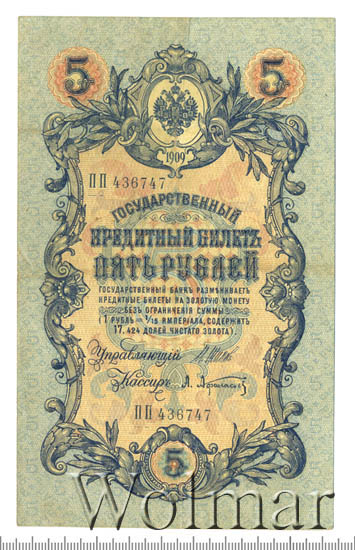 5 5
1909
ПП 436747
ГОСУДАРСТВЕННЫЙ
КРЕДИТНЫЙ БИЛЕТЪ
ПЯТЬ РУБЛЕЙ
ГОСУДАРСТВЕННЫЙ БАНКЪ РАЗМѢНИВАЕТЪ
КРЕДИТНЫЕ БИЛЕТЫ НА ЗОЛОТУЮ МОНЕТУ
БЕЗЪ ОГРАНИЧЕНІЯ СУММЫ
(1 РУБЛЬ = 1/15 ИМПЕРІАЛА, СОДЕРЖИТЪ
17,424 ДОЛЕЙ ЧИСТАГО ЗОЛОТА).
Управляющій
Кассиръ
ПП 436747
5
Wolmar